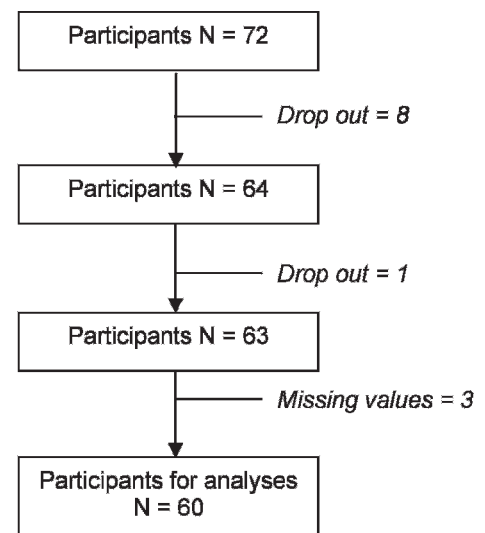 Participants N = 72
Drop out = 8
Participants N = 64
Drop out = 1
Participants N = 63
Missing values = 3
Participants for analyses
N = 60